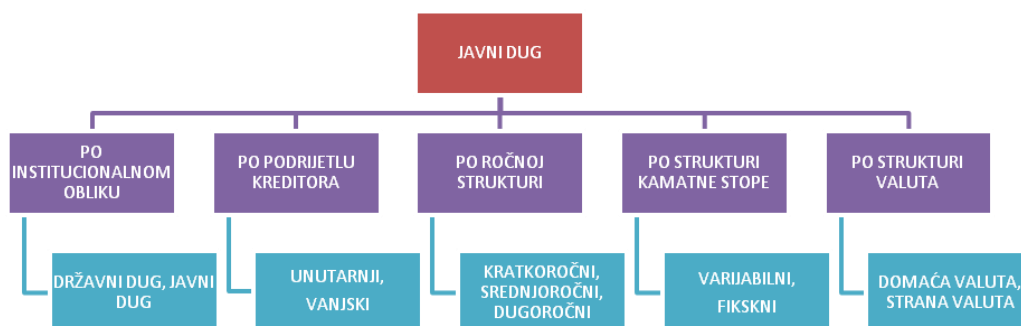 JAVNI DUG
PO
INSTITUCIONALNOM
OBLIKU
PO PODRIJETLU
KREDITORA
PO ROČNOJ
STRUKTURI
PO STRUKTURI
KAMATNE STOPE
PO STRUKTURI
VALUTA
DRŽAVNI DUG, JAVNI
DUG
UNUTARNJI,
VANJSKI
KRATKOROČNI,
SREDNJOROČNI,
DUGOROČNI
VARIJABILNI,
FIKSKNI
DOMAĆA VALUTA,
STRANA VALUTA